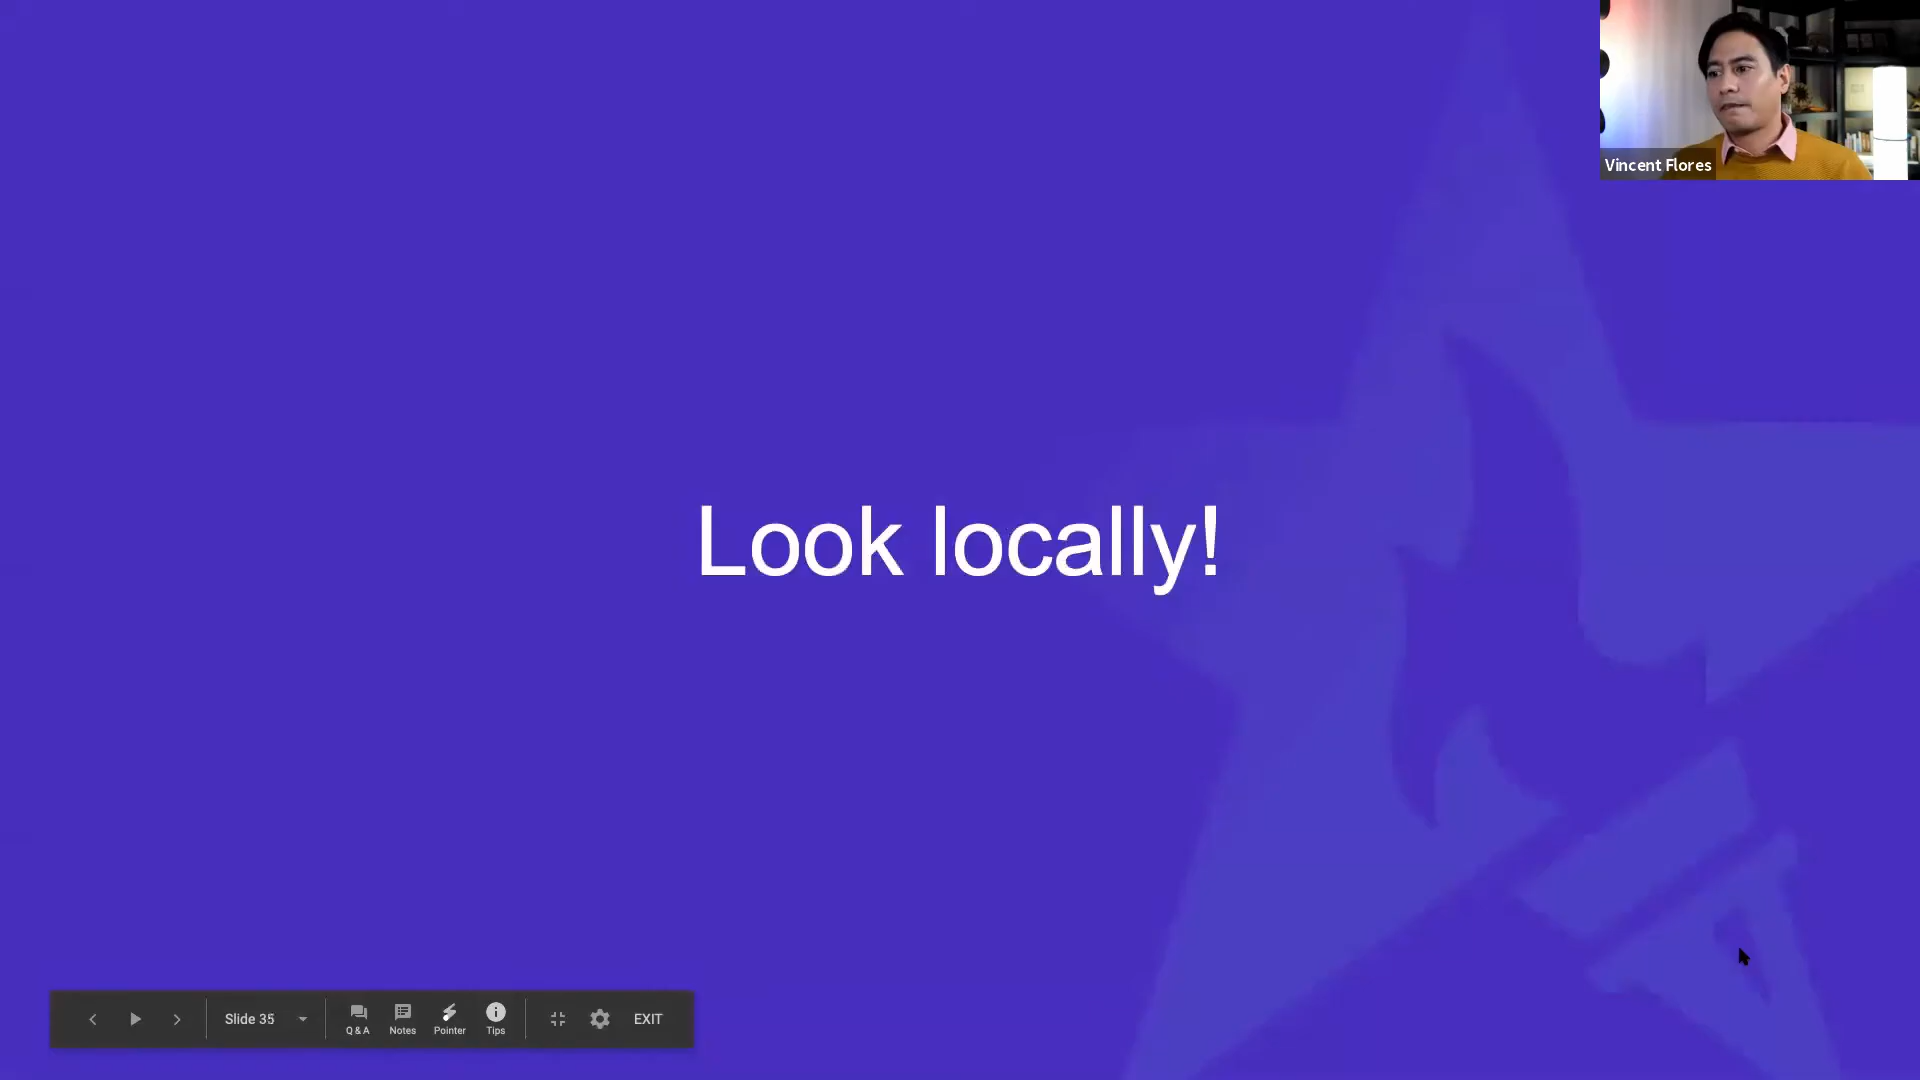 Vincent Flores
Look locally!
Slide 35
Q & A
Notes
Pointer
Tips
EXIT